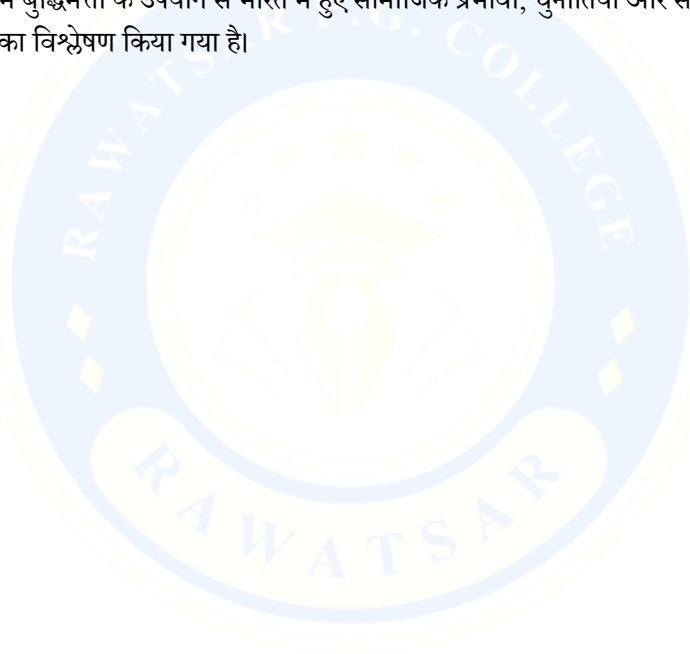 बुद्धिमत्ता के उपयोग से भारत में हुए सामाजिक प्रभावों, चुनौतियों और
का विश्लेषण किया गया है।
RAWATSAR P.G. COLLEGE
RAWATSAR